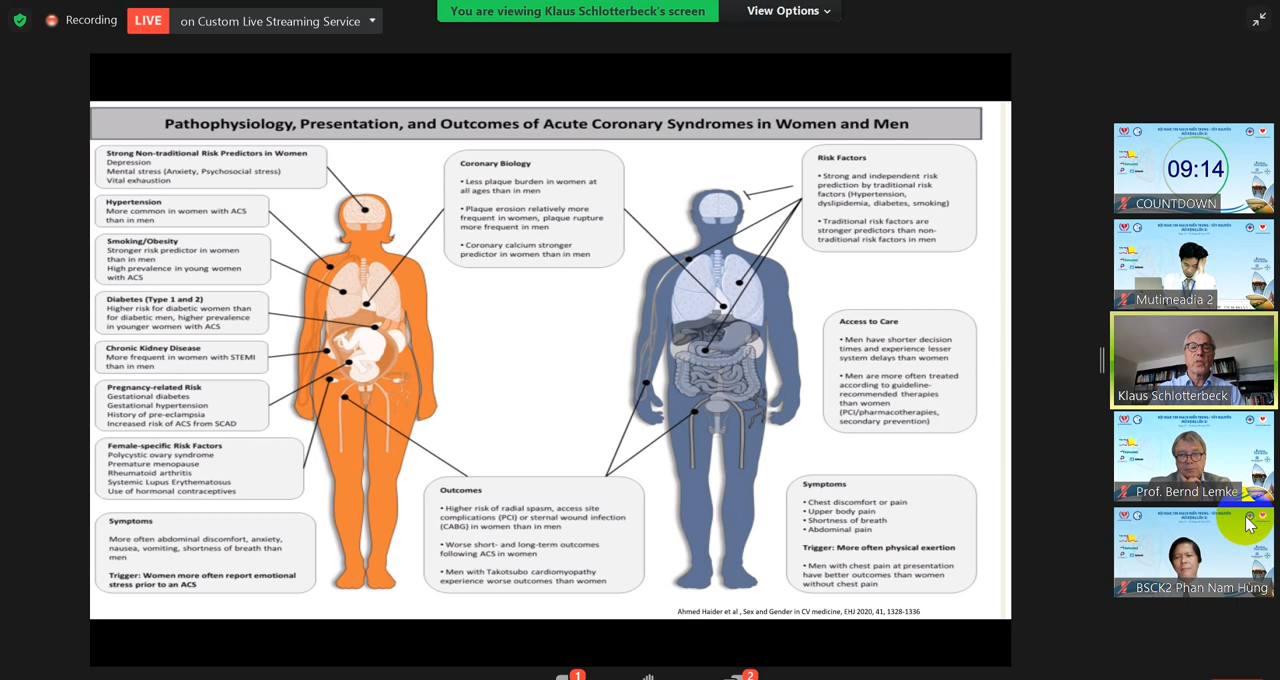 Recording
LIVE
on Custom Live Streaming Service
You are viewing Klaus Schlotterbeck's screen
View Options
Pathophysiology, Presentation, and Outcomes of Acute Coronary Syndromes in Women and Men
Strong Non-traditional Risk Predictors in Women
Depression
Mental stress (Anxiety, Psychosocial stress)
Vital exhaustion
Hypertension
More common in women with ACS
than in men
Smoking/Obesity
Stronger risk predictor in women
than in men
High prevalence in young women
with ACS
Diabetes (Type 1 and 2)
Higher risk for diabetic women than
for diabetic men, higher prevalence
in younger women with ACS
Chronic Kidney Disease
More frequent in women with STEMI
than in men
Pregnancy-related Risk
Gestational diabetes
Gestational hypertension
History of pre-eclampsia
Increased risk of ACS from SCAD
Female-specific Risk Factors
Polycystic ovary syndrome
Premature menopause
Rheumatoid arthritis
Systemic Lupus Erythematosus
Use of hormonal contraceptives
Symptoms
More often abdominal discomfort, anxiety,
nausea, vomiting, shortness of breath than
men
Trigger: Women more often report emotional
stress prior to an ACS
Coronary Biology
• Less plaque burden in women at
all ages than in men
• Plaque erosion relatively more
frequent in women, plaque rupture
more frequent in men
• Coronary calcium stronger
predictor in women than in men
Outcomes
• Higher risk of radial spasm, access site
complications (PCI) or sternal wound infection
(CABG) in women than in men
• Worse short- and long-term outcomes
following ACS in women
• Men with Takotsubo cardiomyopathy
experience worse outcomes than women
Risk Factors
• Strong and independent risk
prediction by traditional risk
factors (Hypertension,
dyslipidemia, diabetes, smoking)
• Traditional risk factors are
stronger predictors than non-
traditional risk factors in men
Access to Care
• Men have shorter decision
times and experience lesser
system delays than women
• Men are more often treated
according to guideline-
recommended therapies
than women
(PCI/pharmacotherapies,
secondary prevention)
Symptoms
• Chest discomfort or pain
• Upper body pain
• Shortness of breath
• Abdominal pain
Trigger: More often physical exertion
• Men with chest pain at presentation
have better outcomes than women
without chest pain
Ahmed Haider et al , Sex and Gender in CV medicine, EHJ 2020, 41, 1328-1336
09:14
COUNTDOWN
Mutimeadia 2
Klaus Schlotterbeck
Prof. Bernd Lemke
BSCK2 Phan Nam Hùng
1
2